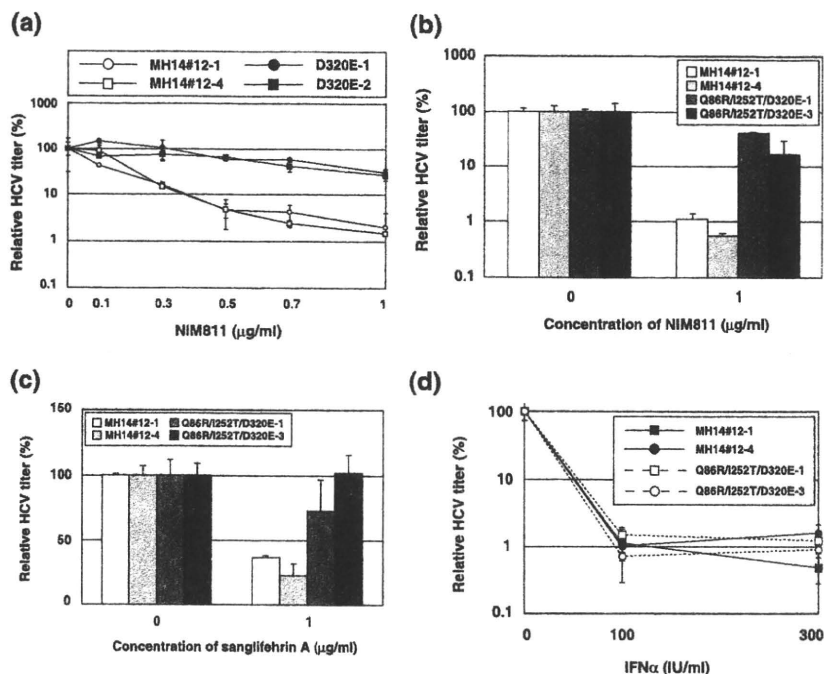 (a)
MH14#12-1 D320E-1
MH14#12-4 D320E-2
Relative HCV titer (%)
1000
100
10
1
0.1
0 0.1 0.3 0.5 0.7 1
NIM811 (µg/ml)
(b)
MH14#12-1
MH14#12-4
Q86R/I252T/D320E-1
Q86R/I252T/D320E-3
Relative HCV titer (%)
1000
100
10
1
0.1
0 1
Concentration of NIM811 (µg/ml)
(c)
MH14#12-1 Q86R/I252T/D320E-1
MH14#12-4 Q86R/I252T/D320E-3
Relative HCV titer (%)
150
100
50
0
0 1
Concentration of sanglifehrin A (µg/ml)
(d)
MH14#12-1
MH14#12-4
Q86R/I252T/D320E-1
Q86R/I252T/D320E-3
Relative HCV titer (%)
100
10
1
0.1
0 100 300
IFNα (IU/ml)